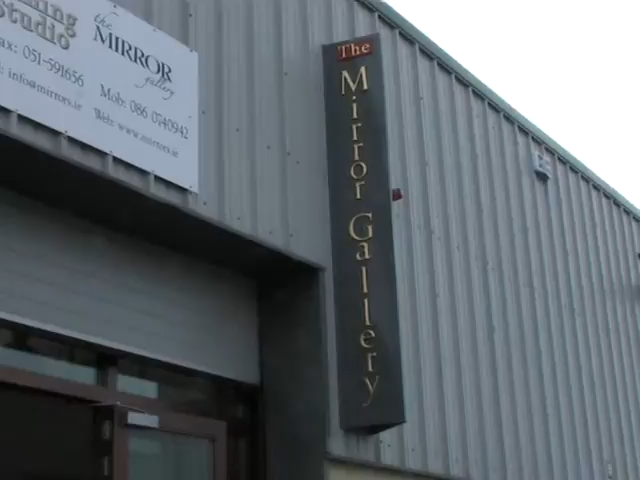 Studio
the
MIRROR
gallery
ax: 051-591656
Mob: 086 0740942
info@mirrors.ie
Web: www.mirrors.ie
The
Mirror Gallery